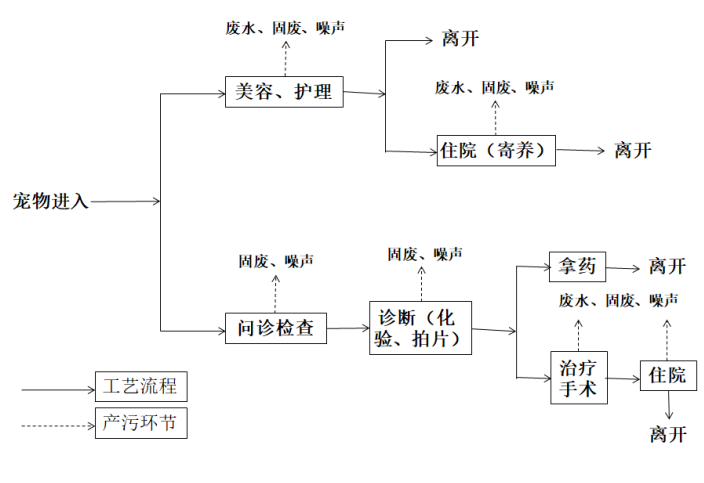 废水、固废、噪声
离开
美容、护理
废水、固废、噪声
住院（寄养）
离开
宠物进入
固废、噪声
固废、噪声
拿药
离开
废水、固废、噪声
问诊检查
诊断（化
验、拍片）
治疗
手术
住院
离开
工艺流程
产污环节